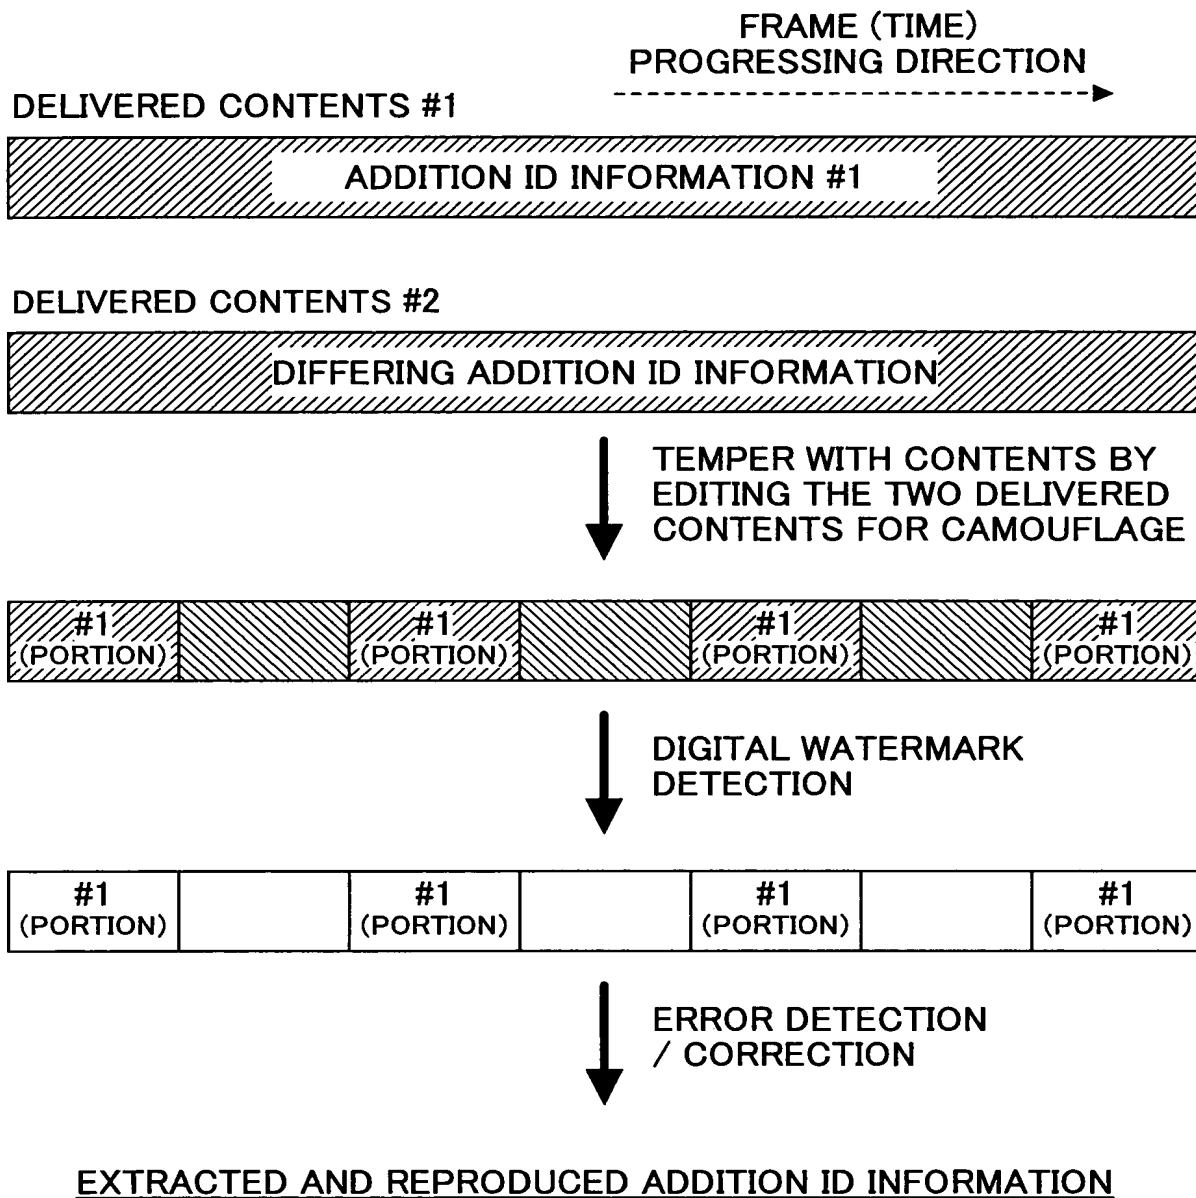 FRAME (TIME)
PROGRESSING DIRECTION
DELIVERED CONTENTS #1
ADDITION ID INFORMATION #1
DELIVERED CONTENTS #2
DIFFERING ADDITION ID INFORMATION
TEMPER WITH CONTENTS BY
EDITING THE TWO DELIVERED
CONTENTS FOR CAMOUFLAGE
#1 #1 #1 #1
(PORTION) (PORTION) (PORTION) (PORTION)
DIGITAL WATERMARK
DETECTION
#1 #1 #1 #1
(PORTION) (PORTION) (PORTION) (PORTION)
ERROR DETECTION
/ CORRECTION
EXTRACTED AND REPRODUCED ADDITION ID INFORMATION